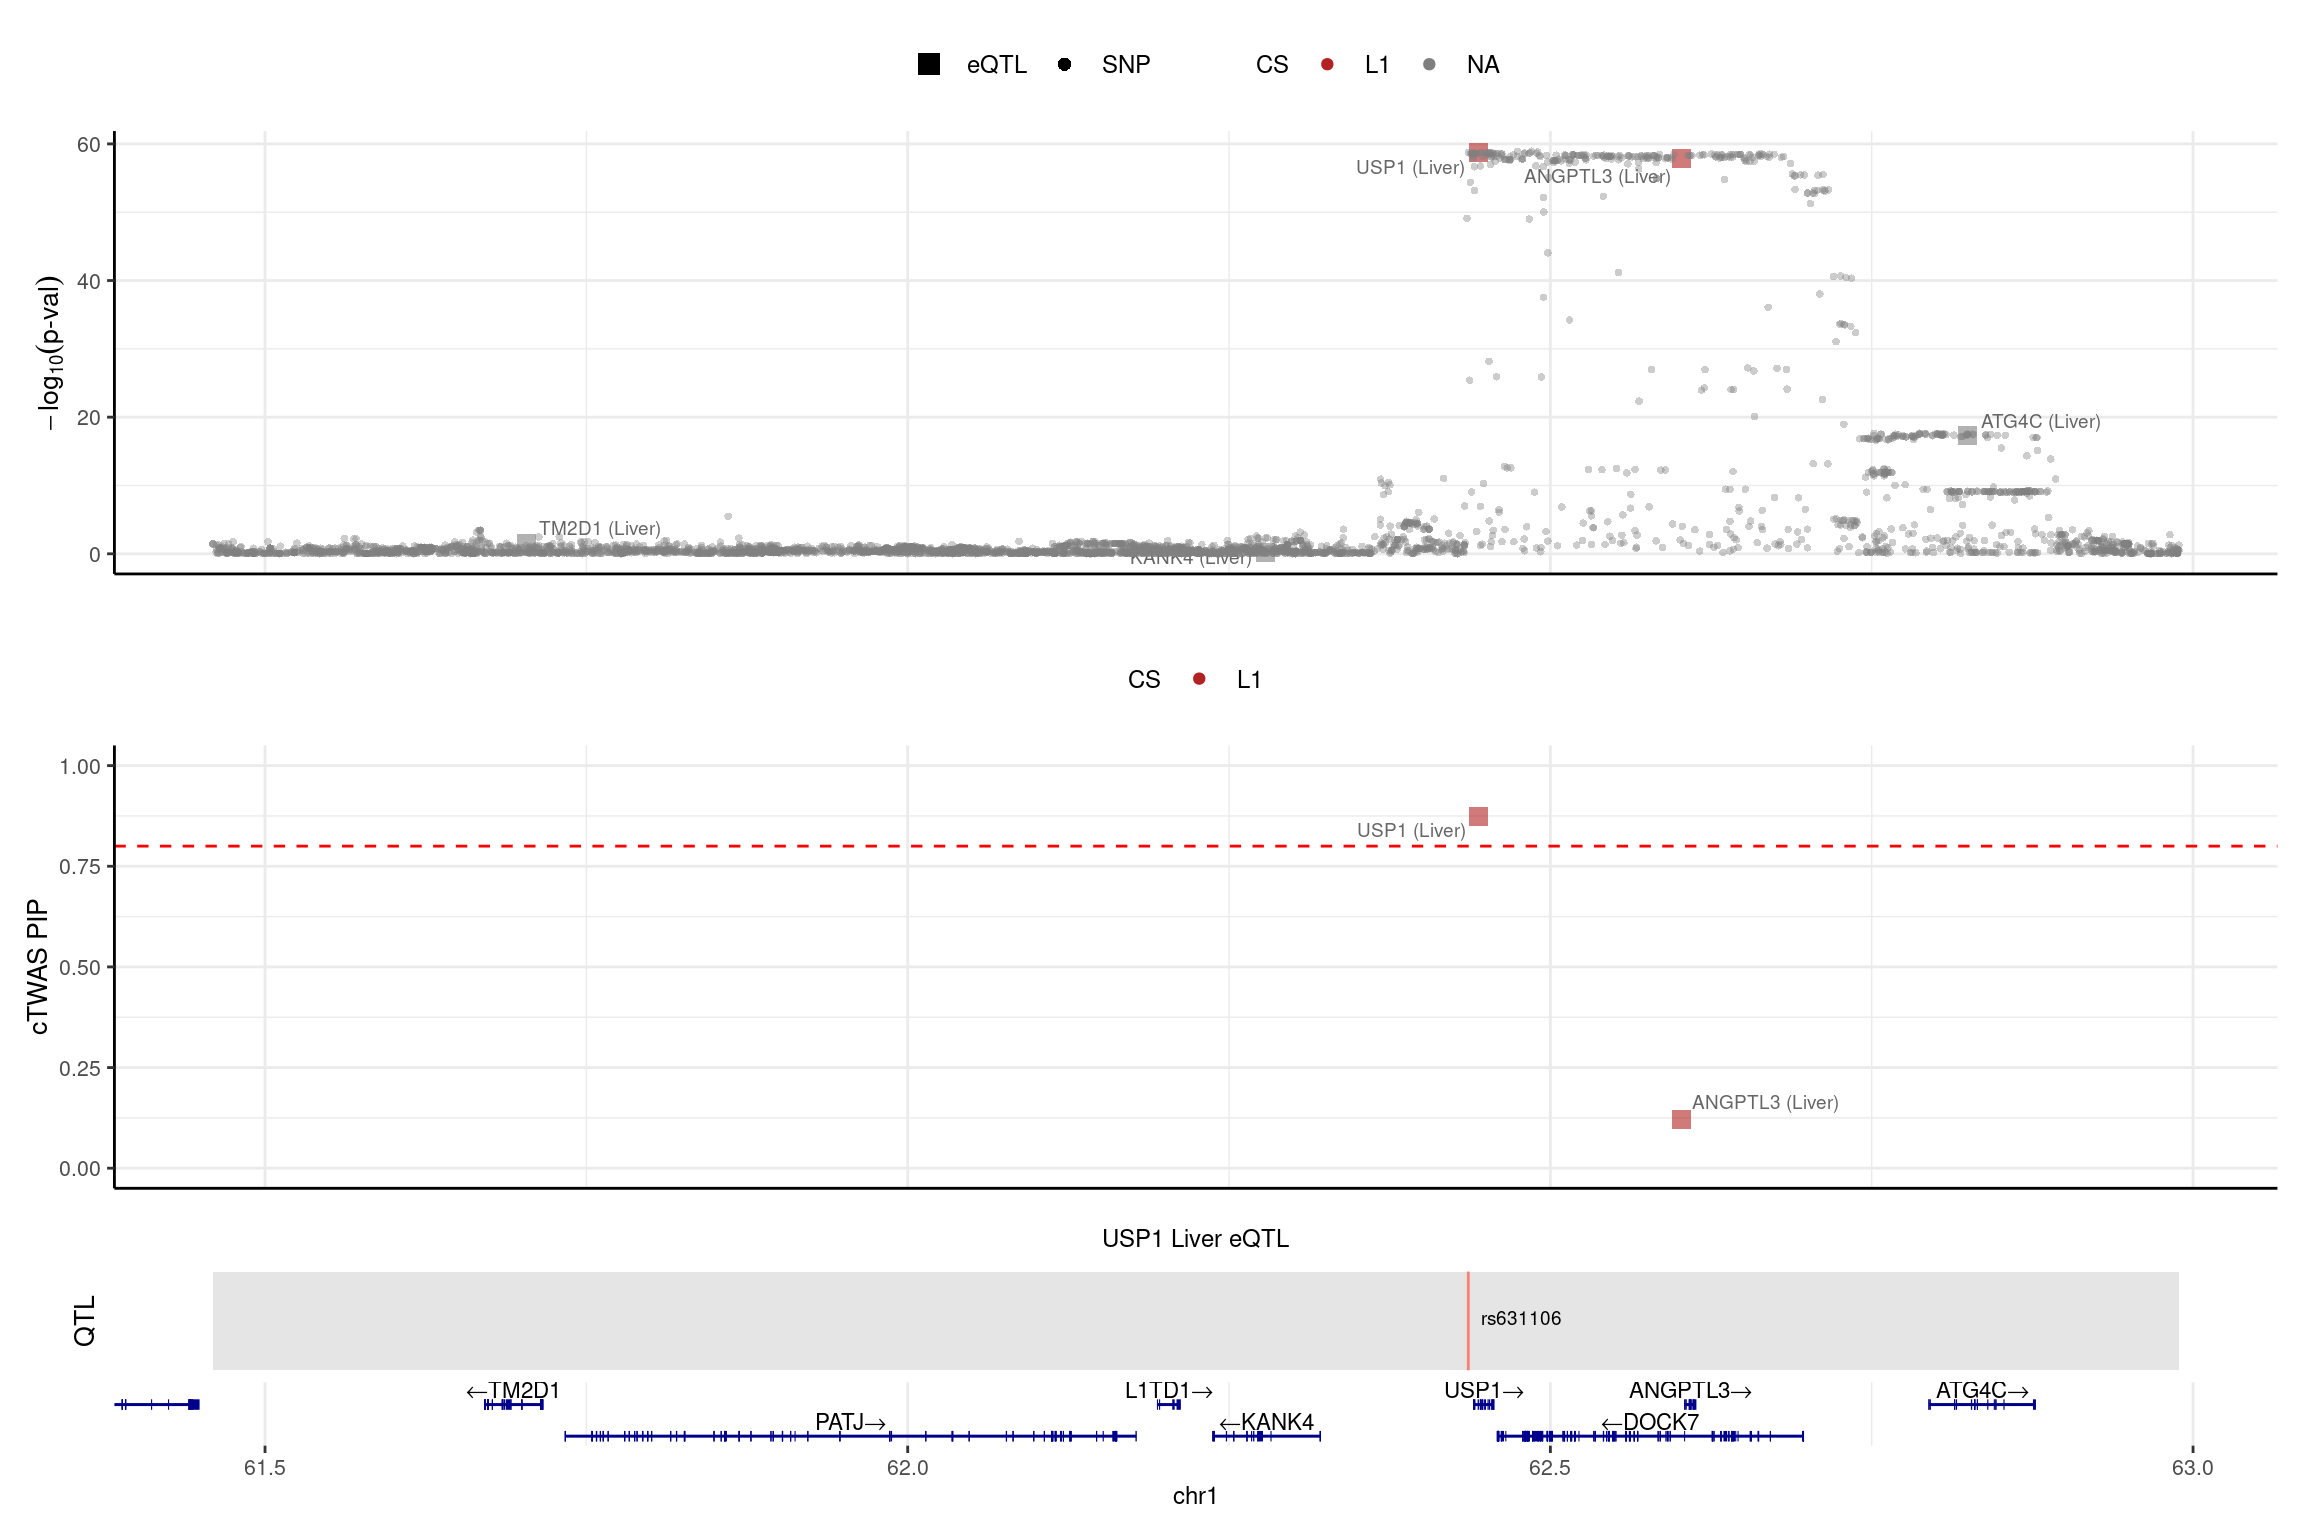 eQTL SNP CS L1 NA
60
40
20
0
−log10(p-val)
USP1 (Liver)
ANGPTL3 (Liver)
ATG4C (Liver)
TM2D1 (Liver)
KANK4 (Liver)
CS L1
1.00
0.75
0.50
0.25
0.00
cTWAS PIP
USP1 (Liver)
ANGPTL3 (Liver)
USP1 Liver eQTL
QTL
rs631106
←TM2D1 L1TD1→ USP1→ ANGPTL3→ ATG4C→
PATJ→ ←KANK4 ←DOCK7
61.5 62.0 62.5 63.0
chr1